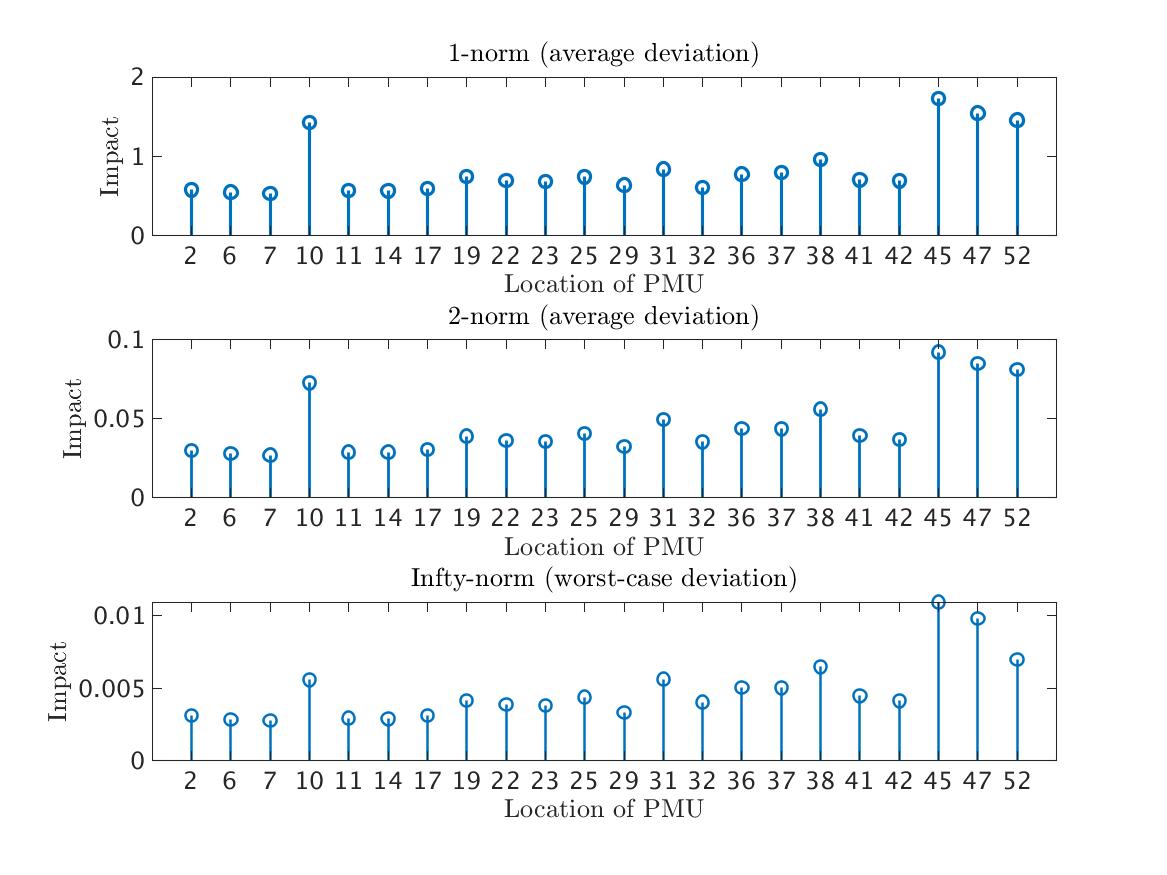 1-norm (average deviation)
2
1
0
Impact
2 6 7 10 11 14 17 19 22 23 25 29 31 32 36 37 38 41 42 45 47 52
Location of PMU
2-norm (average deviation)
0.1
0.05
0
Impact
2 6 7 10 11 14 17 19 22 23 25 29 31 32 36 37 38 41 42 45 47 52
Location of PMU
Infty-norm (worst-case deviation)
0.01
0.005
0
Impact
2 6 7 10 11 14 17 19 22 23 25 29 31 32 36 37 38 41 42 45 47 52
Location of PMU